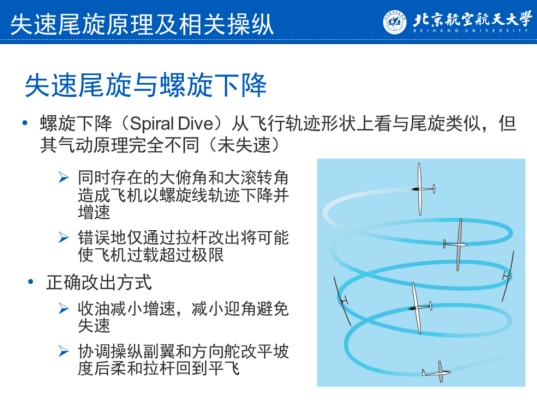 失速尾旋原理及相关操纵
北京航空航天大学
BEIHANG UNIVERSITY
失速尾旋与螺旋下降
• 螺旋下降（Spiral Dive）从飞行轨迹形状上看与尾旋类似，但
其气动原理完全不同（未失速）
➢ 同时存在的大俯角和大滚转角
造成飞机以螺旋线轨迹下降并
增速
➢ 错误地仅通过拉杆改出将可能
使飞机过载超过极限
• 正确改出方式
➢ 收油减小增速，减小迎角避免
失速
➢ 协调操纵副翼和方向舵改平坡
度后柔和拉杆回到平飞